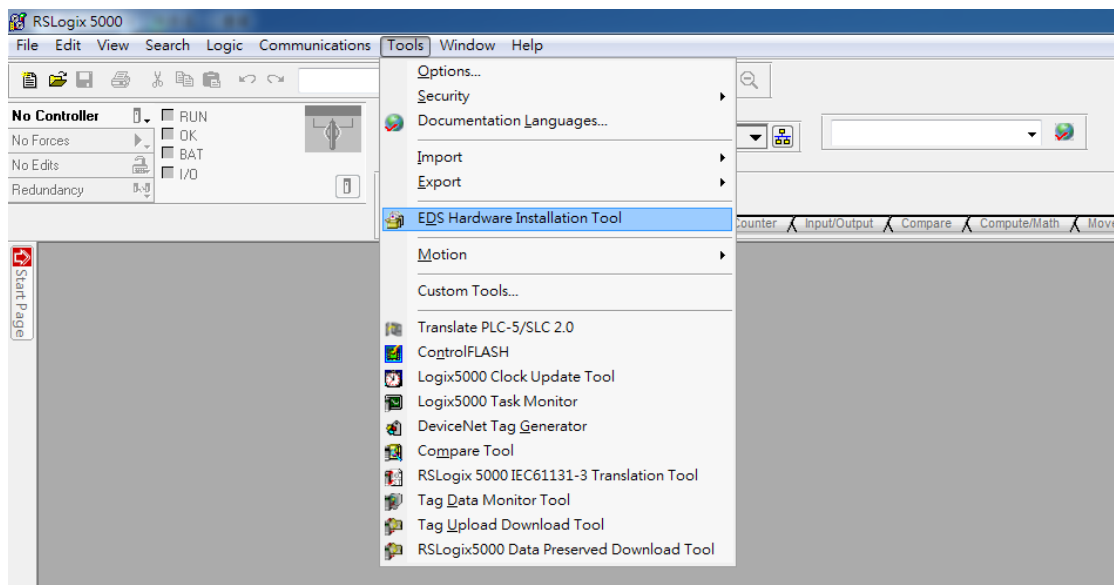 RSLogix 5000
File Edit View Search Logic Communications Tools Window Help
No Controller
RUN
No Forces
OK
No Edits
BAT
Redundancy
I/O
Options...
Security
Documentation Languages...
Import
Export
EDS Hardware Installation Tool
Motion
Custom Tools...
Translate PLC-5/SLC 2.0
ControlFLASH
Logix5000 Clock Update Tool
Logix5000 Task Monitor
DeviceNet Tag Generator
Compare Tool
RSLogix 5000 IEC61131-3 Translation Tool
Tag Data Monitor Tool
Tag Upload Download Tool
RSLogix5000 Data Preserved Download Tool
Input/Output Compare Compute/Math
Start Page